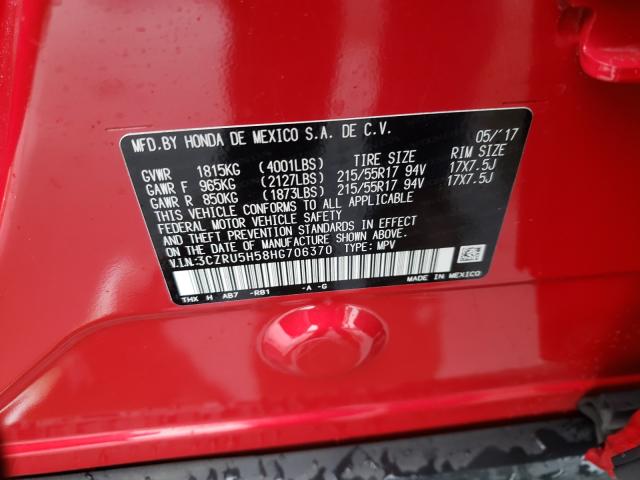 MFD.BY HONDA DE MEXICO S.A. DE C.V. 05/'17
GVWR 1815KG (4001LBS) TIRE SIZE RIM SIZE
GAWR F 965KG (2127LBS) 215/55R17 94V 17X7.5J
GAWR R 850KG (1873LBS) 215/55R17 94V 17X7.5J
THIS VEHICLE CONFORMS TO ALL APPLICABLE
FEDERAL MOTOR VEHICLE SAFETY
AND THEFT PREVENTION STANDARDS IN EFFECT
ON THE DATE OF MANUFACTURE SHOWN ABOVE.
V.I.N.:3CZRU5H58HG706370 TYPE: MPV
THX H AB7 -RB1 -A -G MADE IN MEXICO